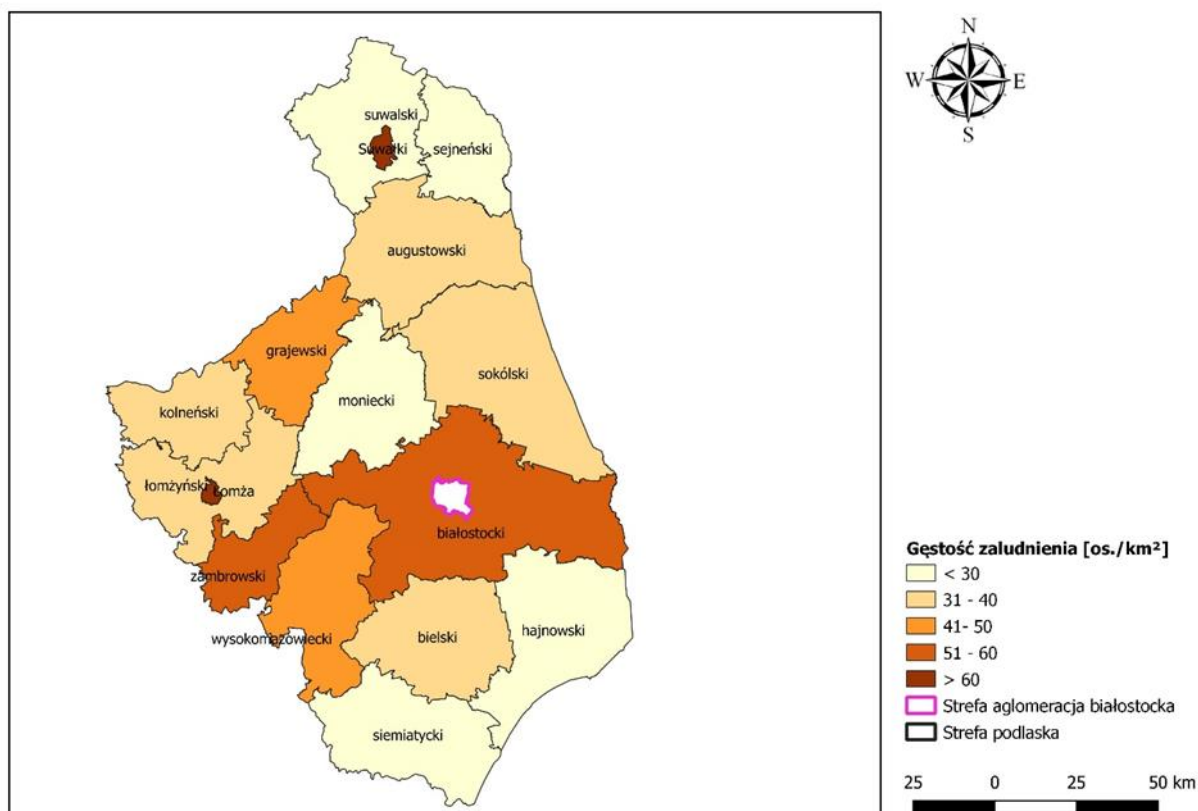 N
W E
S
suwalski
Suwałki
sejneński
augustowski
grajewski
sokólski
moniecki
kolneński
łomżyński
Łomża
białostocki
zambrowski
wysokomazowiecki
bielski
hajnowski
siemiatycki
Gęstość zaludnienia [os./km²]
< 30
31 - 40
41- 50
51 - 60
> 60
Strefa aglomeracja białostocka
Strefa podlaska
25 0 25 50 km